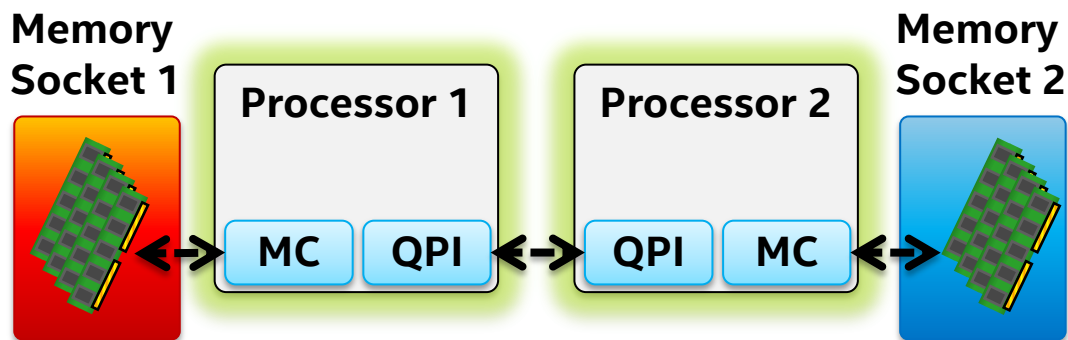 Memory
Socket 1
Processor 1
MC
QPI
Processor 2
QPI
MC
Memory
Socket 2